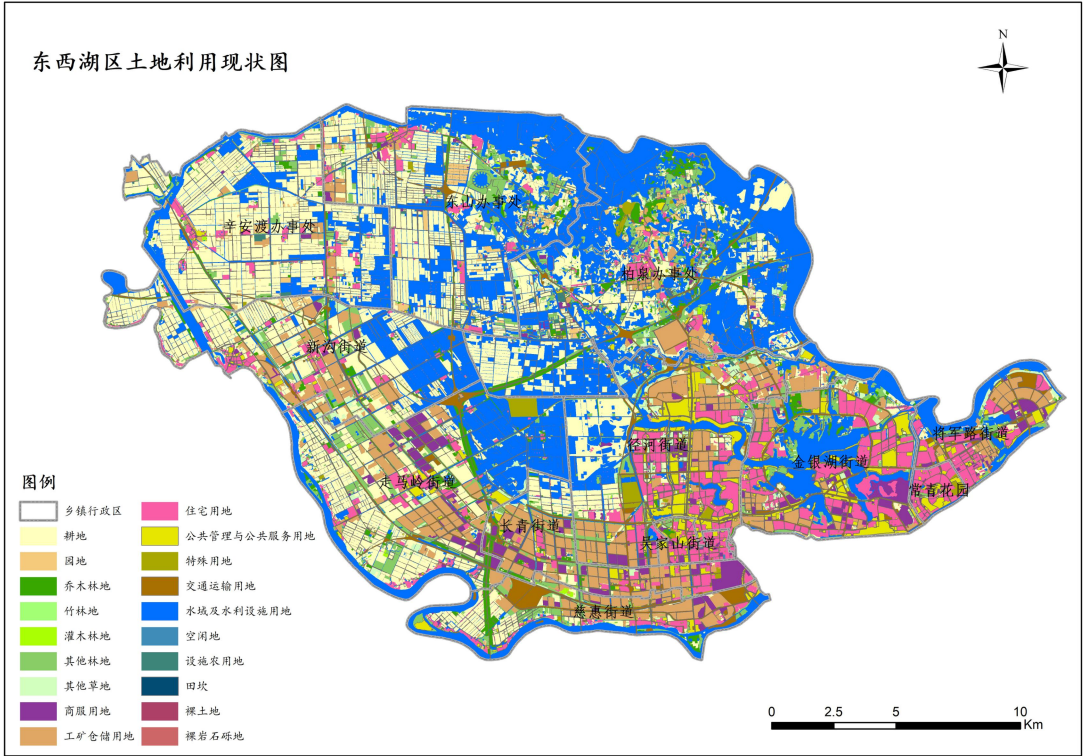 东西湖区土地利用现状图
N
东山办事处
辛安渡办事处
柏泉办事处
新沟街道
将军路街道
径河街道
金银湖街道
走马岭街道
常青花园
长青街道
吴家山街道
慈惠街道
图例
乡镇行政区
耕地
园地
乔木林地
竹林地
灌木林地
其他林地
其他草地
商服用地
工矿仓储用地
住宅用地
公共管理与公共服务用地
特殊用地
交通运输用地
水域及水利设施用地
空闲地
设施农用地
田坎
裸土地
裸岩石砾地
0 2.5 5 10
Km